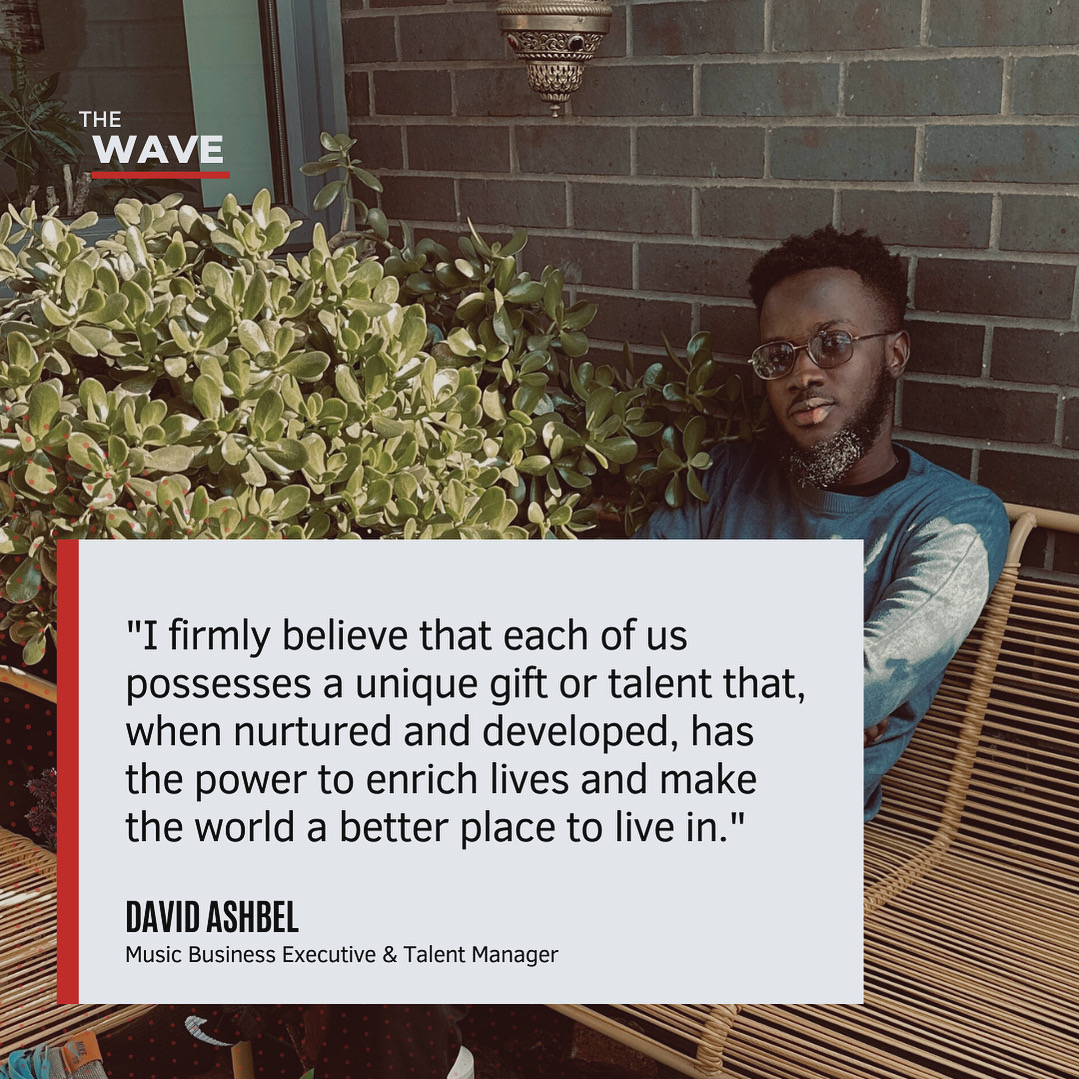 THE
WAVE
"I firmly believe that each of us
possesses a unique gift or talent that,
when nurtured and developed, has
the power to enrich lives and make
the world a better place to live in."
DAVID ASHBEL
Music Business Executive & Talent Manager